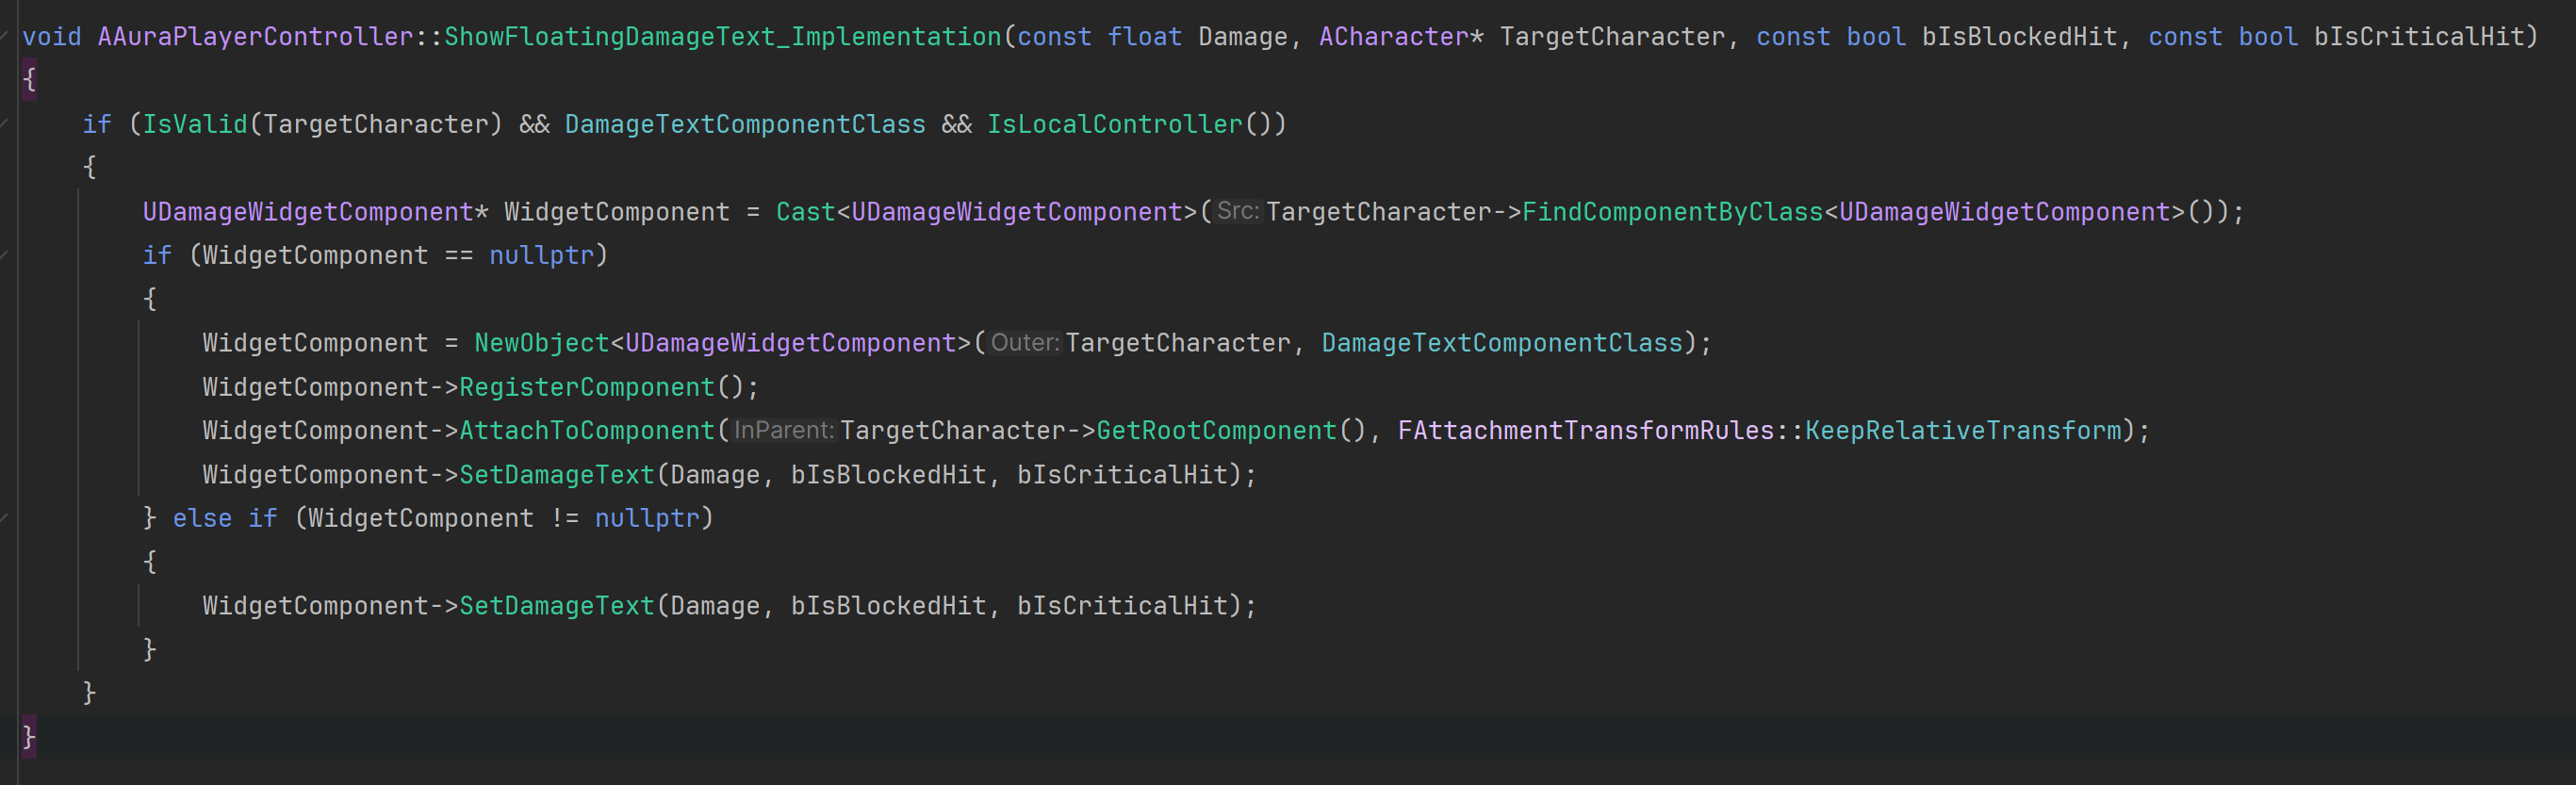 void AAuraPlayerController::ShowFloatingDamageText_Implementation(const float Damage, ACharacter* TargetCharacter, const bool bIsBlockedHit, const bool bIsCriticalHit)
{
    if (IsValid(TargetCharacter) && DamageTextComponentClass && IsLocalController())
    {
        UDamageWidgetComponent* WidgetComponent = Cast<UDamageWidgetComponent>(Src:TargetCharacter->FindComponentByClass<UDamageWidgetComponent>());
        if (WidgetComponent == nullptr)
        {
            WidgetComponent = NewObject<UDamageWidgetComponent>(Outer:TargetCharacter, DamageTextComponentClass);
            WidgetComponent->RegisterComponent();
            WidgetComponent->AttachToComponent(InParent:TargetCharacter->GetRootComponent(), FAttachmentTransformRules::KeepRelativeTransform);
            WidgetComponent->SetDamageText(Damage, bIsBlockedHit, bIsCriticalHit);
        } else if (WidgetComponent != nullptr)
        {
            WidgetComponent->SetDamageText(Damage, bIsBlockedHit, bIsCriticalHit);
        }
    }
}